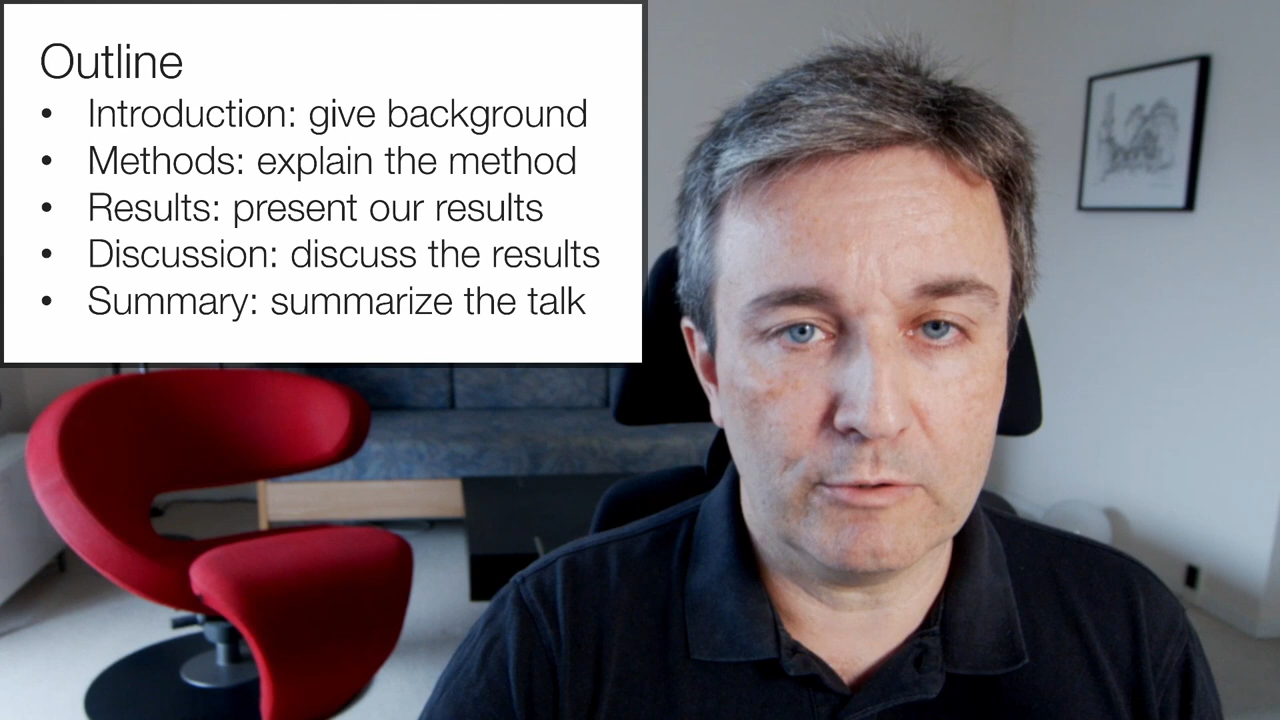 Outline
• Introduction: give background
• Methods: explain the method
• Results: present our results
• Discussion: discuss the results
• Summary: summarize the talk